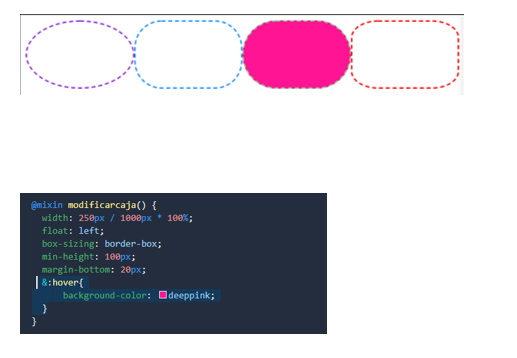 @mixin modificarcaja() {
width: 250px / 1000px * 100%;
float: left;
box-sizing: border-box;
min-height: 100px;
margin-bottom: 20px;
&:hover{
background-color: deeppink;
}
}